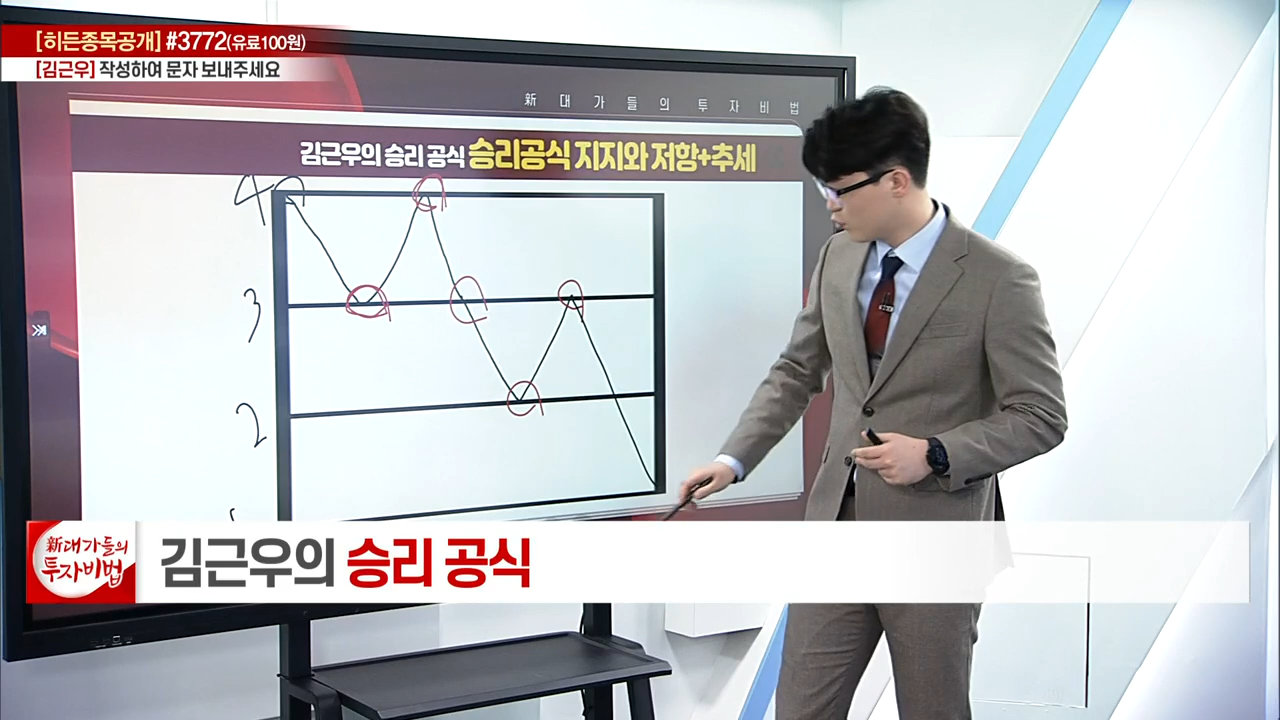 [히든종목공개] #3772(유료100원)
[김근우] 작성하여 문자 보내주세요
新 대가들의 투자비법
김근우의 승리 공식 승리공식 지지와 저항+추세
4
3
2
新대가들의
투자비법
김근우의 승리 공식